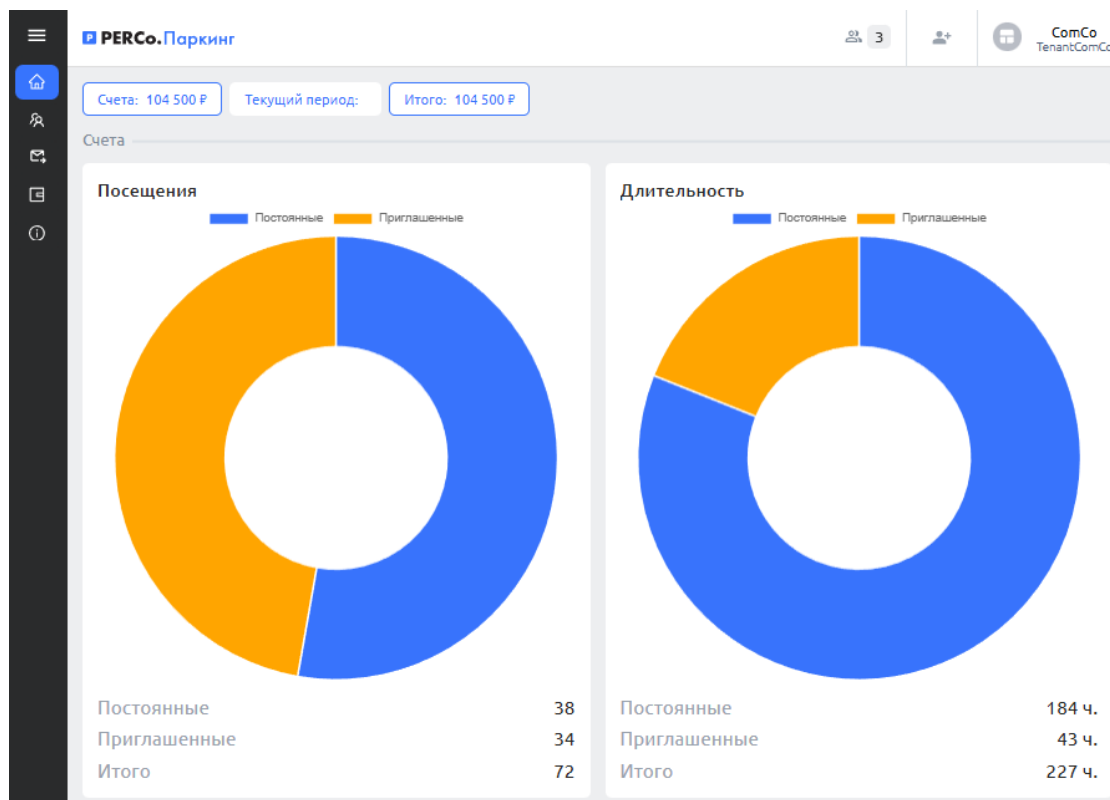 PERCo.Паркинг
3
ComCo
TenantComCo
Счета: 104 500 ₽
Текущий период:
Итого: 104 500 ₽
Счета
Посещения
Постоянные Приглашенные
Постоянные 38
Приглашенные 34
Итого 72
Длительность
Постоянные Приглашенные
Постоянные 184 ч.
Приглашенные 43 ч.
Итого 227 ч.